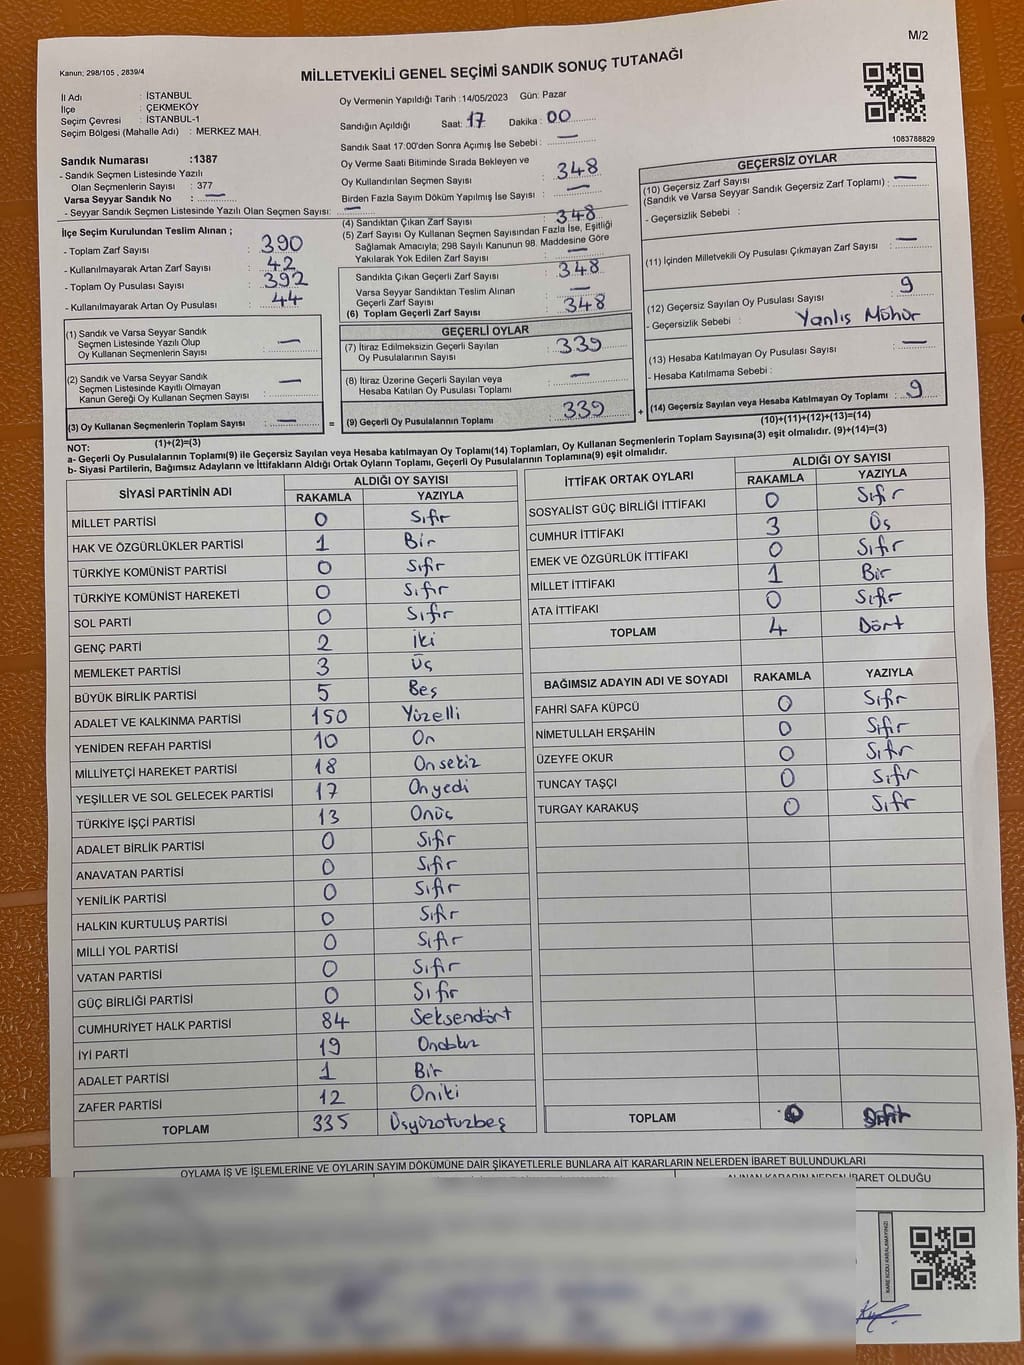 M/2
Kanun; 298/105 , 2839/4
MİLLETVEKİLİ GENEL SEÇİMİ SANDIK SONUÇ TUTANAĞI
1083788829
İl Adı : İSTANBUL
İlçe : ÇEKMEKÖY
Seçim Çevresi : İSTANBUL-1
Seçim Bölgesi (Mahalle Adı) : MERKEZ MAH.
Sandık Numarası :1387
- Sandık Seçmen Listesinde Yazılı
Olan Seçmenlerin Sayısı : 377
Varsa Seyyar Sandık No : —
- Seyyar Sandık Seçmen Listesinde Yazılı Olan Seçmen Sayısı: —
İlçe Seçim Kurulundan Teslim Alınan ;
- Toplam Zarf Sayısı : 390
- Kullanılmayarak Artan Zarf Sayısı : 42
- Toplam Oy Pusulası Sayısı : 392
- Kullanılmayarak Artan Oy Pusulası : 44
(1) Sandık ve Varsa Seyyar Sandık
Seçmen Listesinde Yazılı Olup
Oy Kullanan Seçmenlerin Sayısı : —
(2) Sandık ve Varsa Seyyar Sandık
Seçmen Listesinde Kayıtlı Olmayan
Kanun Gereği Oy Kullanan Seçmen Sayısı : —
(3) Oy Kullanan Seçmenlerin Toplam Sayısı : —
(1)+(2)=(3)
Oy Vermenin Yapıldığı Tarih :14/05/2023 Gün: Pazar
Sandığın Açıldığı Saat: 17 Dakika : 00
Sandık Saat 17:00'den Sonra Açımış İse Sebebi : —
Oy Verme Saati Bitiminde Sırada Bekleyen ve
Oy Kullandırılan Seçmen Sayısı : 348
Birden Fazla Sayım Döküm Yapılmış İse Sayısı : —
(4) Sandıktan Çıkan Zarf Sayısı : 348
(5) Zarf Sayısı Oy Kullanan Seçmen Sayısından Fazla İse, Eşitliği
Sağlamak Amacıyla; 298 Sayılı Kanunun 98. Maddesine Göre
Yakılarak Yok Edilen Zarf Sayısı : —
Sandıkta Çıkan Geçerli Zarf Sayısı : 348
Varsa Seyyar Sandıktan Teslim Alınan
Geçerli Zarf Sayısı : —
(6) Toplam Geçerli Zarf Sayısı : 348
GEÇERLİ OYLAR
(7) İtiraz Edilmeksizin Geçerli Sayılan
Oy Pusulalarının Sayısı : 339
(8) İtiraz Üzerine Geçerli Sayılan veya
Hesaba Katılan Oy Pusulası Toplamı : —
= (9) Geçerli Oy Pusulalarının Toplamı : 339
GEÇERSİZ OYLAR
(10) Geçersiz Zarf Sayısı
(Sandık ve Varsa Seyyar Sandık Geçersiz Zarf Toplamı) : —
- Geçersizlik Sebebi :
(11) İçinden Milletvekili Oy Pusulası Çıkmayan Zarf Sayısı : —
(12) Geçersiz Sayılan Oy Pusulası Sayısı : 9
- Geçersizlik Sebebi : Yanlıs Mühür
(13) Hesaba Katılmayan Oy Pusulası Sayısı : —
- Hesaba Katılmama Sebebi :
+ (14) Geçersiz Sayılan veya Hesaba Katılmayan Oy Toplamı : 9
(10)+(11)+(12)+(13)=(14)
NOT:
a- Geçerli Oy Pusulalarının Toplamı(9) ile Geçersiz Sayılan veya Hesaba katılmayan Oy Toplamı(14) Toplamları, Oy Kullanan Seçmenlerin Toplam Sayısına(3) eşit olmalıdır. (9)+(14)=(3)
b- Siyasi Partilerin, Bağımsız Adayların ve İttifakların Aldığı Ortak Oyların Toplamı, Geçerli Oy Pusulalarının Toplamına(9) eşit olmalıdır.
SİYASİ PARTİNİN ADI
ALDIĞI OY SAYISI
RAKAMLA YAZIYLA
MİLLET PARTİSİ 0 Sıfır
HAK VE ÖZGÜRLÜKLER PARTİSİ 1 Bir
TÜRKİYE KOMÜNİST PARTİSİ 0 Sıfır
TÜRKİYE KOMÜNİST HAREKETİ 0 Sıfır
SOL PARTİ 0 Sıfır
GENÇ PARTİ 2 İki
MEMLEKET PARTİSİ 3 Üç
BÜYÜK BİRLİK PARTİSİ 5 Beş
ADALET VE KALKINMA PARTİSİ 150 Yüzelli
YENİDEN REFAH PARTİSİ 10 On
MİLLİYETÇİ HAREKET PARTİSİ 18 Onsekiz
YEŞİLLER VE SOL GELECEK PARTİSİ 17 Onyedi
TÜRKİYE İŞÇİ PARTİSİ 13 Onüç
ADALET BİRLİK PARTİSİ 0 Sıfır
ANAVATAN PARTİSİ 0 Sıfır
YENİLİK PARTİSİ 0 Sıfır
HALKIN KURTULUŞ PARTİSİ 0 Sıfır
MİLLİ YOL PARTİSİ 0 Sıfır
VATAN PARTİSİ 0 Sıfır
GÜÇ BİRLİĞİ PARTİSİ 0 Sıfır
CUMHURİYET HALK PARTİSİ 84 Seksendört
İYİ PARTİ 19 Ondokuz
ADALET PARTİSİ 1 Bir
ZAFER PARTİSİ 12 Oniki
TOPLAM 335 Üçyüzotuzbeş
İTTİFAK ORTAK OYLARI
ALDIĞI OY SAYISI
RAKAMLA YAZIYLA
SOSYALİST GÜÇ BİRLİĞİ İTTİFAKI 0 Sıfır
CUMHUR İTTİFAKI 3 Üç
EMEK VE ÖZGÜRLÜK İTTİFAKI 0 Sıfır
MİLLET İTTİFAKI 1 Bir
ATA İTTİFAKI 0 Sıfır
TOPLAM 4 Dört
BAĞIMSIZ ADAYIN ADI VE SOYADI RAKAMLA YAZIYLA
FAHRİ SAFA KÜPCÜ 0 Sıfır
NİMETULLAH ERŞAHİN 0 Sıfır
ÜZEYFE OKUR 0 Sıfır
TUNCAY TAŞÇI 0 Sıfır
TURGAY KARAKUŞ 0 Sıfır
TOPLAM 0 Sıfır
OYLAMA İŞ VE İŞLEMLERİNE VE OYLARIN SAYIM DÖKÜMÜNE DAİR ŞİKAYETLERLE BUNLARA AİT KARARLARIN NELERDEN İBARET BULUNDUKLARI
ALINAN KARARIN NEDEN İBARET OLDUĞU
KARE KODU KARALAMAYINIZ!